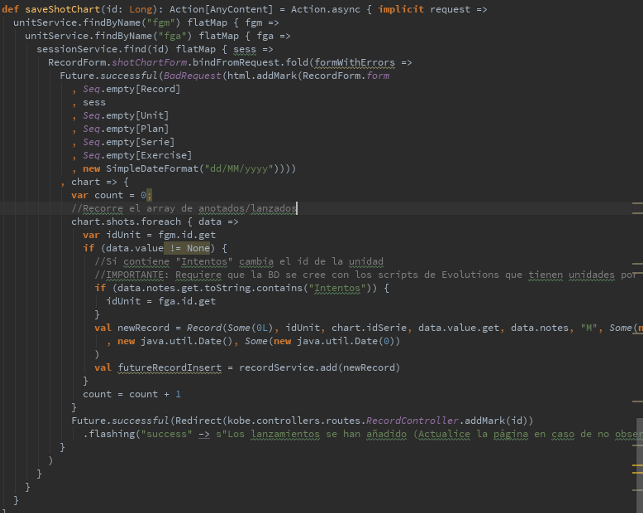 def saveShotChart(id: Long): Action[AnyContent] = Action.async { implicit request =>
unitService.findByName("fgm") flatMap { fgm =>
unitService.findByName("fga") flatMap { fga =>
sessionService.find(id) flatMap { sess =>
RecordForm.shotChartForm.bindFromRequest.fold(formWithErrors =>
Future.successful(BadRequest(html.addMark(RecordForm.form
, Seq.empty[Record]
, sess
, Seq.empty[Unit]
, Seq.empty[Plan]
, Seq.empty[Serie]
, Seq.empty[Exercise]
, new SimpleDateFormat("dd/MM/yyyy"))))
, chart => {
var count = 0;
//Recorre el array de anotados/lanzados
chart.shots.foreach { data =>
var idUnit = fgm.id.get
if (data.value != None) {
//Si contiene "Intentos" cambia el id de la unidad
//IMPORTANTE: Requiere que la BD se cree con los scripts de Evolutions que tienen unidades por
if (data.notes.get.toString.contains("Intentos")) {
idUnit = fga.id.get
}
val newRecord = Record(Some(0L), idUnit, chart.idSerie, data.value.get, data.notes, "M", Some(n
, new java.util.Date(), Some(new java.util.Date(0))
)
val futureRecordInsert = recordService.add(newRecord)
}
count = count + 1
}
Future.successful(Redirect(kobe.controllers.routes.RecordController.addMark(id))
.flashing("success" -> s"Los lanzamientos se han añadido (Actualice la página en caso de no obser
}
)
}
}
}